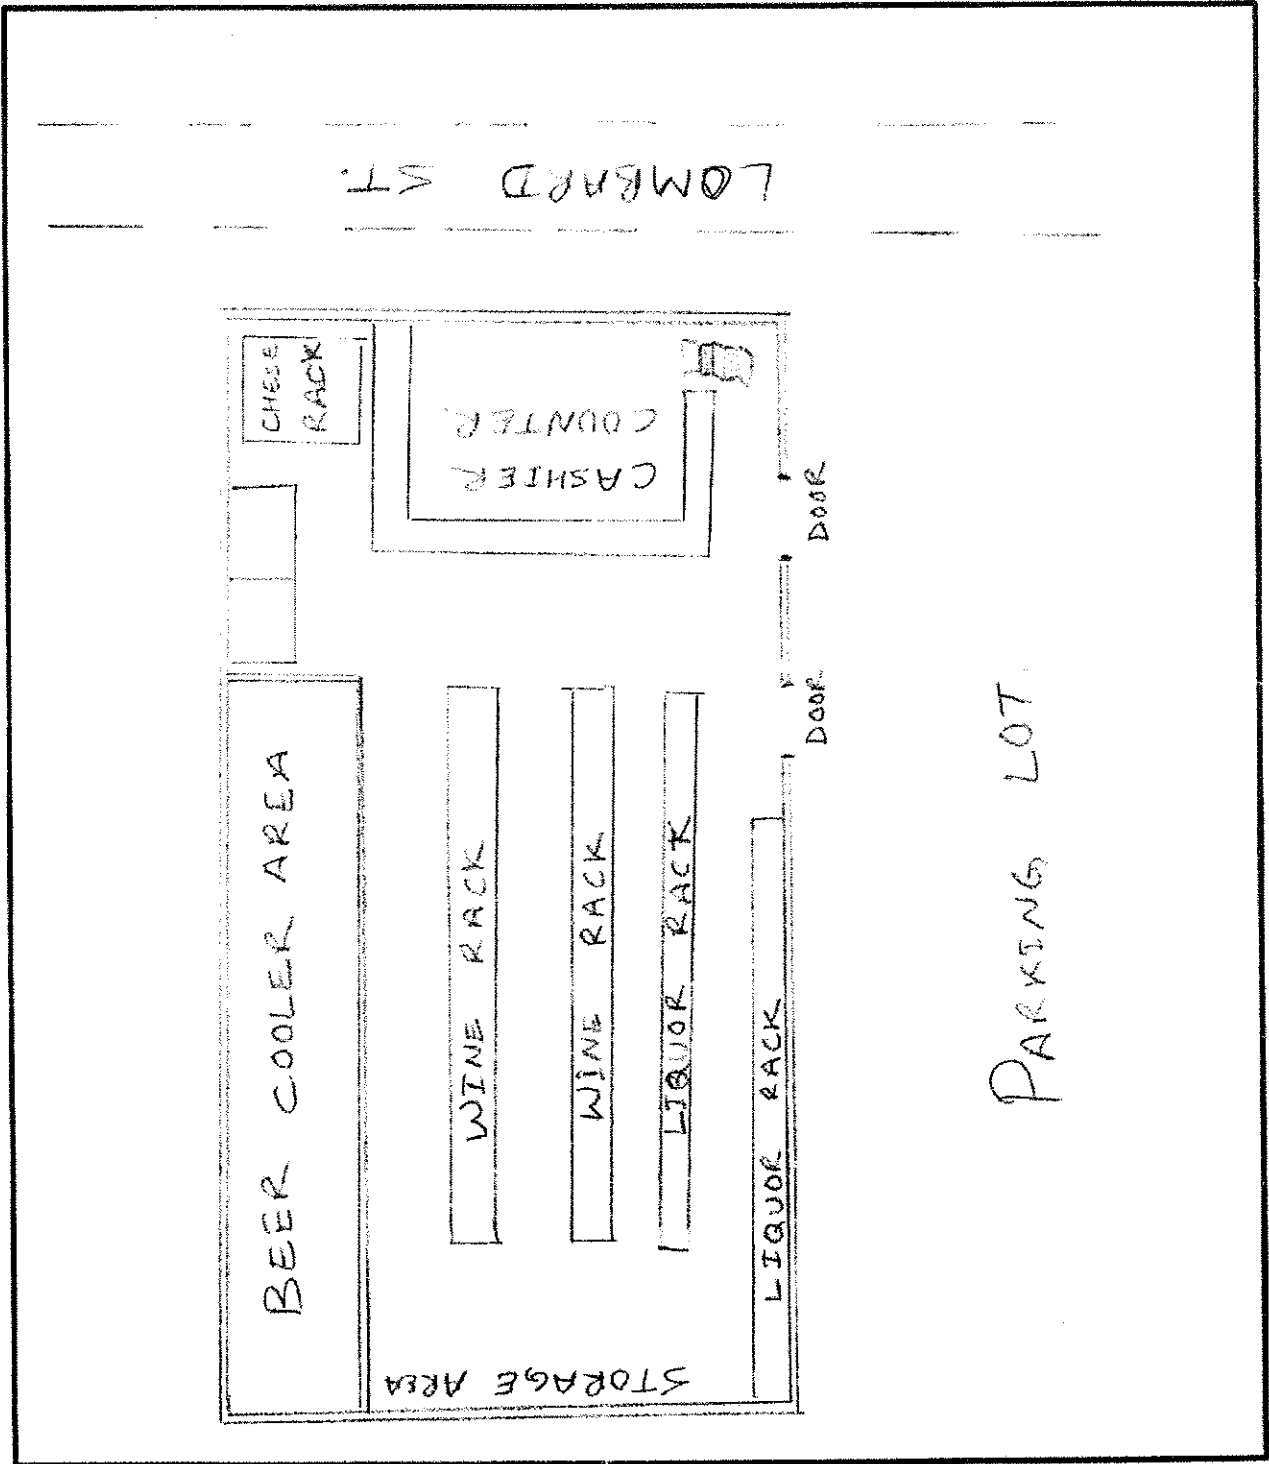 LOMBARD ST.
CHESE
RACK
CASHIER
COUNTER
DOOR
DOOR
BEER COOLER AREA
WINE RACK
WINE RACK
LIQUOR RACK
LIQUOR RACK
STORAGE AREA
PARKING LOT